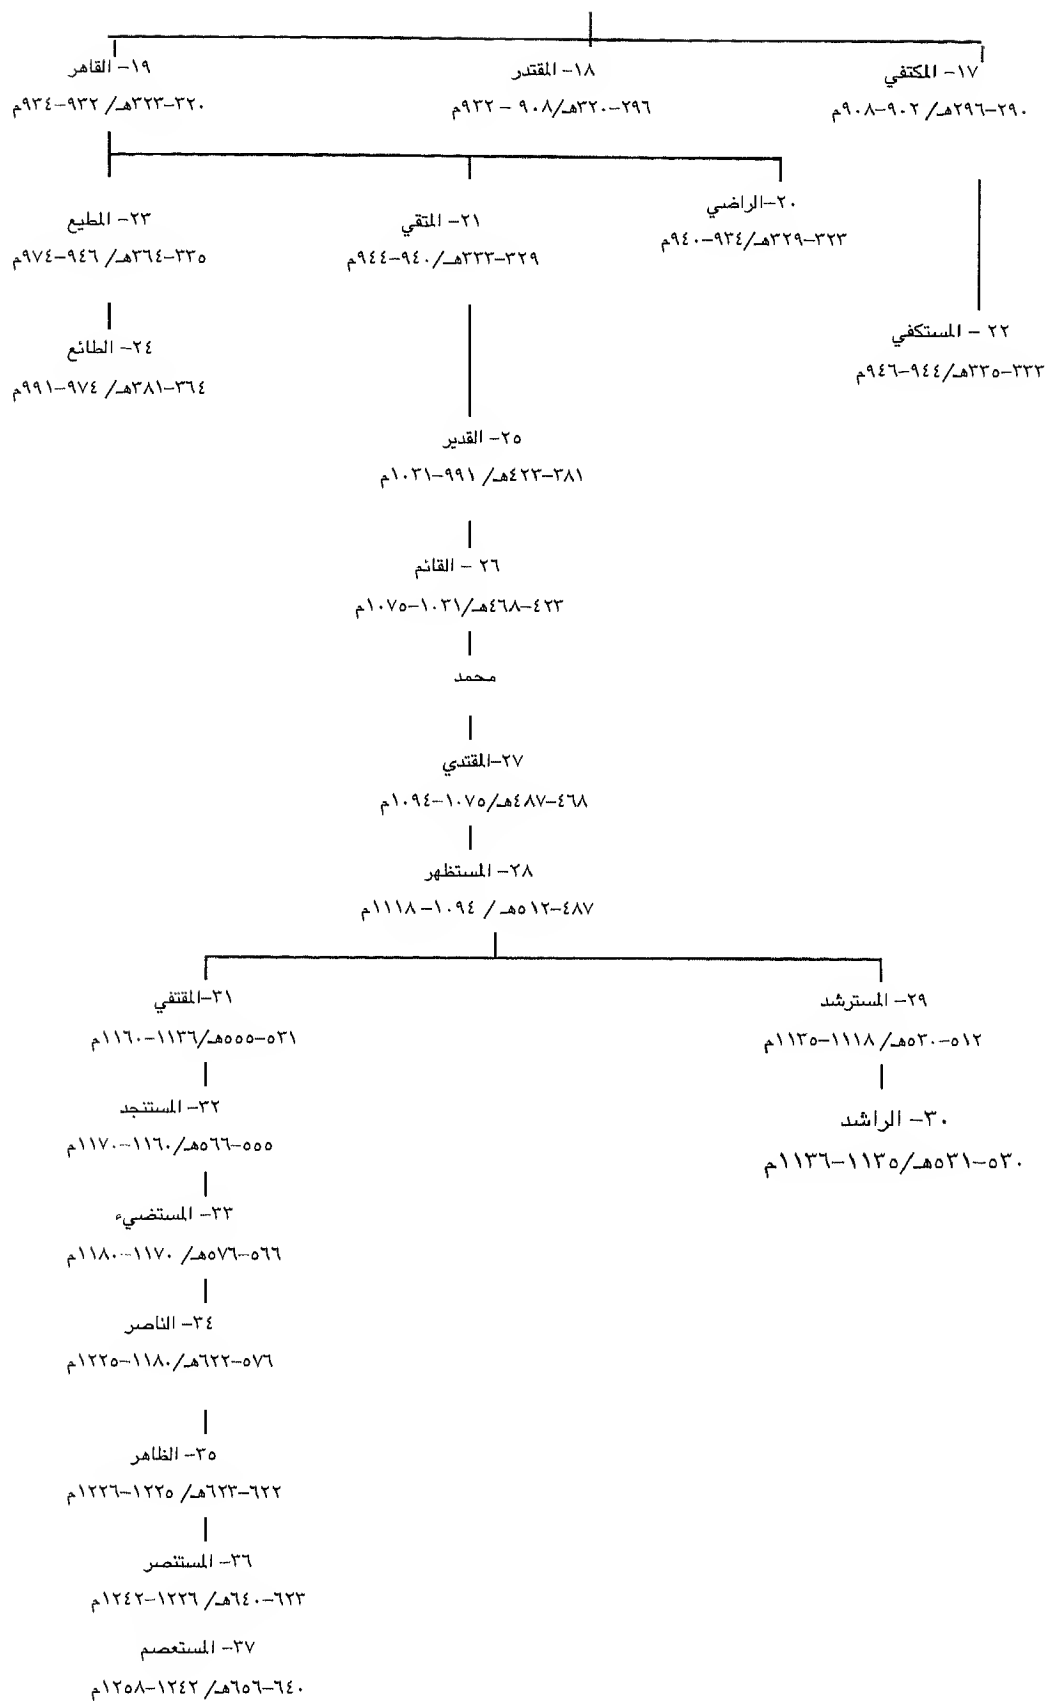 ١٧- المكتفي
٢٩٠-٢٩٦هـ/ ٩٠٢-٩٠٨م
١٨- المقتدر
٢٩٦-٣٢٠هـ/٩٠٨ – ٩٣٢م
١٩- القاهر
٣٢٠-٣٢٣هـ/ ٩٣٢-٩٣٤م
٢٠-الراضي
٣٢٣-٣٢٩هـ/٩٣٤-٩٤٠م
٢١- المتقي
٣٢٩-٣٣٣هـ/٩٤٠-٩٤٤م
٢٣- المطيع
٣٣٥-٣٦٤هـ/ ٩٤٦-٩٧٤م
٢٢ – المستكفي
٣٣٣-٣٣٥هـ/٩٤٤-٩٤٦م
٢٤- الطائع
٣٦٤-٣٨١هـ/ ٩٧٤-٩٩١م
٢٥- القدير
٣٨١-٤٢٣هـ/ ٩٩١-١٠٣١م
٢٦ – القائم
٤٢٣-٤٦٨هـ/١٠٣١-١٠٧٥م
محمد
٢٧-المقتدي
٤٦٨-٤٨٧هـ/١٠٧٥-١٠٩٤م
٢٨- المستظهر
٤٨٧-٥١٢هـ / ١٠٩٤-١١١٨م
٢٩- المسترشد
٥١٢-٥٣٠هـ/ ١١١٨-١١٣٥م
٣٠- الراشد
٥٣٠-٥٣١هـ/١١٣٥-١١٣٦م
٣١-المقتفي
٥٣١-٥٥٥هـ/١١٣٦-١١٦٠م
٣٢- المستنجد
٥٥٥-٥٦٦هـ/١١٦٠-١١٧٠م
٣٣- المستضيء
٥٦٦-٥٧٦هـ/ ١١٧٠-١١٨٠م
٣٤- الناصر
٥٧٦-٦٢٢هـ/١١٨٠-١٢٢٥م
٣٥- الظاهر
٦٢٢-٦٢٣هـ/ ١٢٢٥-١٢٢٦م
٣٦- المستنصر
٦٢٣-٦٤٠هـ/ ١٢٢٦-١٢٤٢م
٣٧- المستعصم
٦٤٠-٦٥٦هـ/ ١٢٤٢-١٢٥٨م